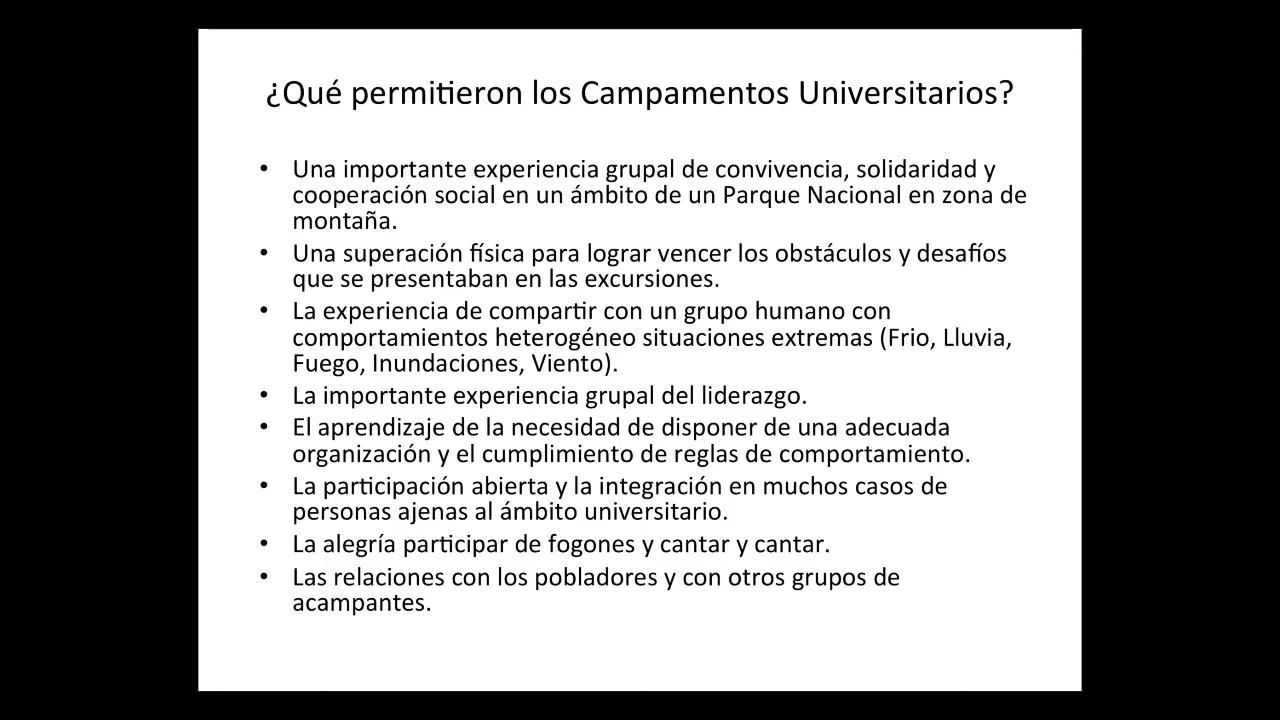 ¿Qué permitieron los Campamentos Universitarios?
• Una importante experiencia grupal de convivencia, solidaridad y
cooperación social en un ámbito de un Parque Nacional en zona de
montaña.
• Una superación física para lograr vencer los obstáculos y desafíos
que se presentaban en las excursiones.
• La experiencia de compartir con un grupo humano con
comportamientos heterogéneo situaciones extremas (Frio, Lluvia,
Fuego, Inundaciones, Viento).
• La importante experiencia grupal del liderazgo.
• El aprendizaje de la necesidad de disponer de una adecuada
organización y el cumplimiento de reglas de comportamiento.
• La participación abierta y la integración en muchos casos de
personas ajenas al ámbito universitario.
• La alegría participar de fogones y cantar y cantar.
• Las relaciones con los pobladores y con otros grupos de
acampantes.